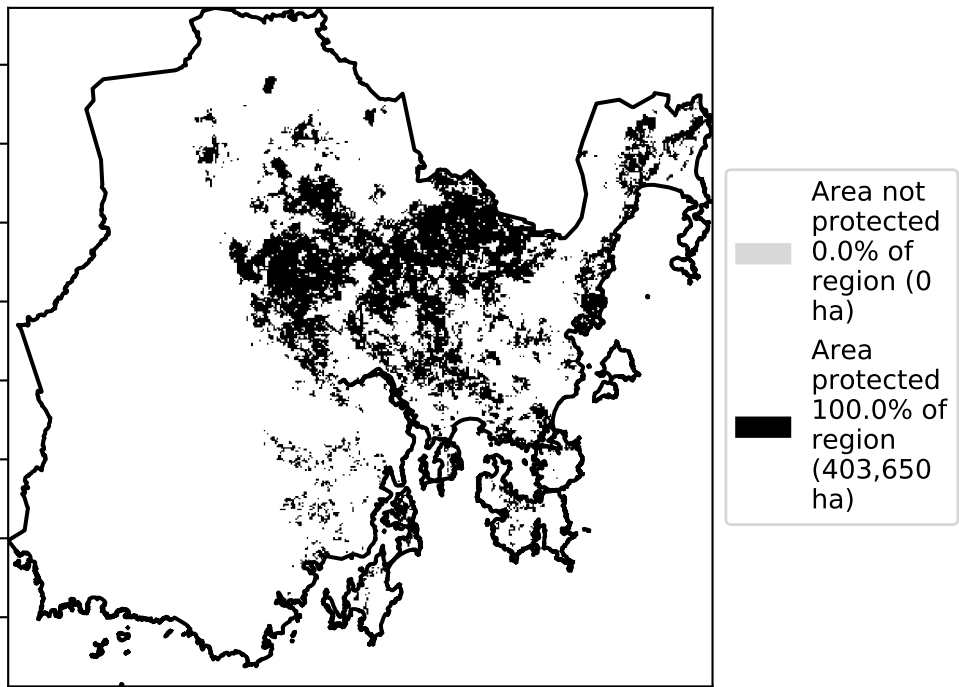 Area not
protected
0.0% of
region (0
ha)
Area
protected
100.0% of
region
(403,650
ha)